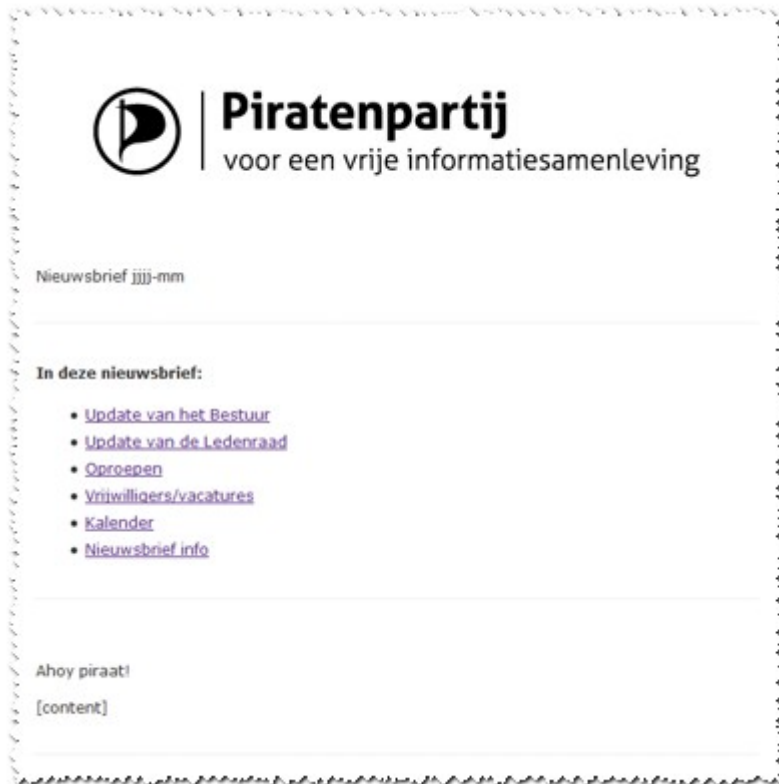 Piratenpartij
voor een vrije informatiesamenleving
Nieuwsbrief jjjj-mm
In deze nieuwsbrief:
Update van het Bestuur
Update van de Ledenraad
Oproepen
Vrijwilligers/vacatures
Kalender
Nieuwsbrief info
Ahoy piraat!
[content]